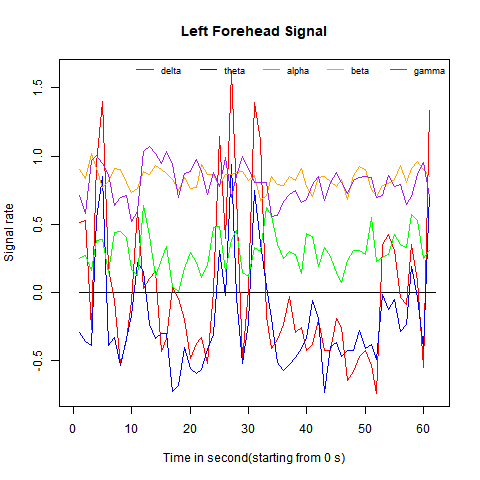 Left Forehead Signal
delta theta alpha beta gamma
Signal rate
1.5
1.0
0.5
0.0
-0.5
0 10 20 30 40 50 60
Time in second(starting from 0 s)